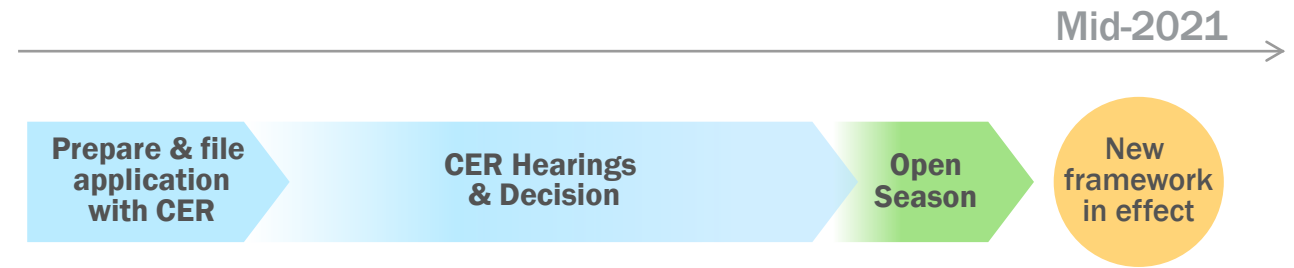 Mid-2021
Prepare & file
application
with CER
CER Hearings
& Decision
Open
Season
New
framework
in effect